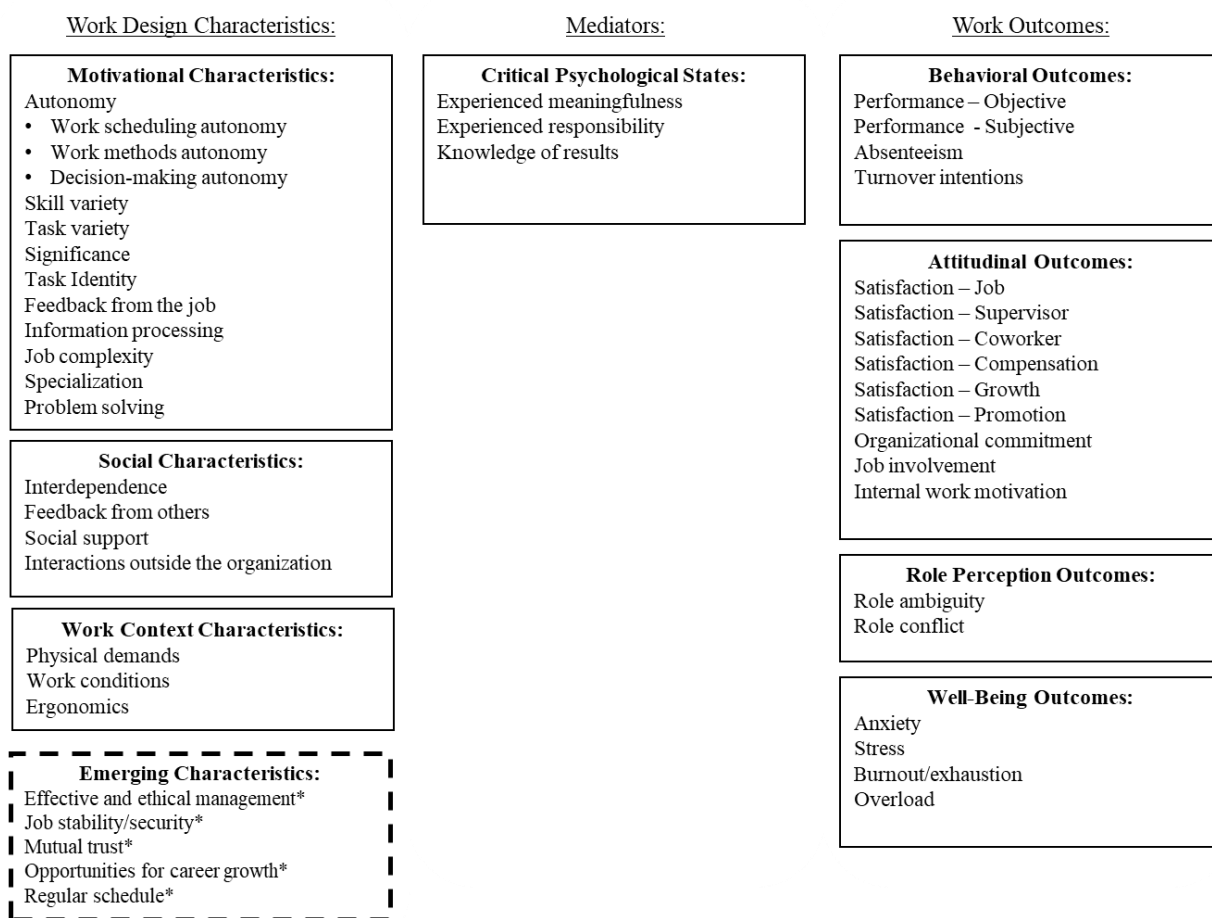 Work Design Characteristics:
Motivational Characteristics:
Autonomy
• Work scheduling autonomy
• Work methods autonomy
• Decision-making autonomy
Skill variety
Task variety
Significance
Task Identity
Feedback from the job
Information processing
Job complexity
Specialization
Problem solving
Social Characteristics:
Interdependence
Feedback from others
Social support
Interactions outside the organization
Work Context Characteristics:
Physical demands
Work conditions
Ergonomics
Emerging Characteristics:
Effective and ethical management*
Job stability/security*
Mutual trust*
Opportunities for career growth*
Regular schedule*
Mediators:
Critical Psychological States:
Experienced meaningfulness
Experienced responsibility
Knowledge of results
Work Outcomes:
Behavioral Outcomes:
Performance – Objective
Performance - Subjective
Absenteeism
Turnover intentions
Attitudinal Outcomes:
Satisfaction – Job
Satisfaction – Supervisor
Satisfaction – Coworker
Satisfaction – Compensation
Satisfaction – Growth
Satisfaction – Promotion
Organizational commitment
Job involvement
Internal work motivation
Role Perception Outcomes:
Role ambiguity
Role conflict
Well-Being Outcomes:
Anxiety
Stress
Burnout/exhaustion
Overload